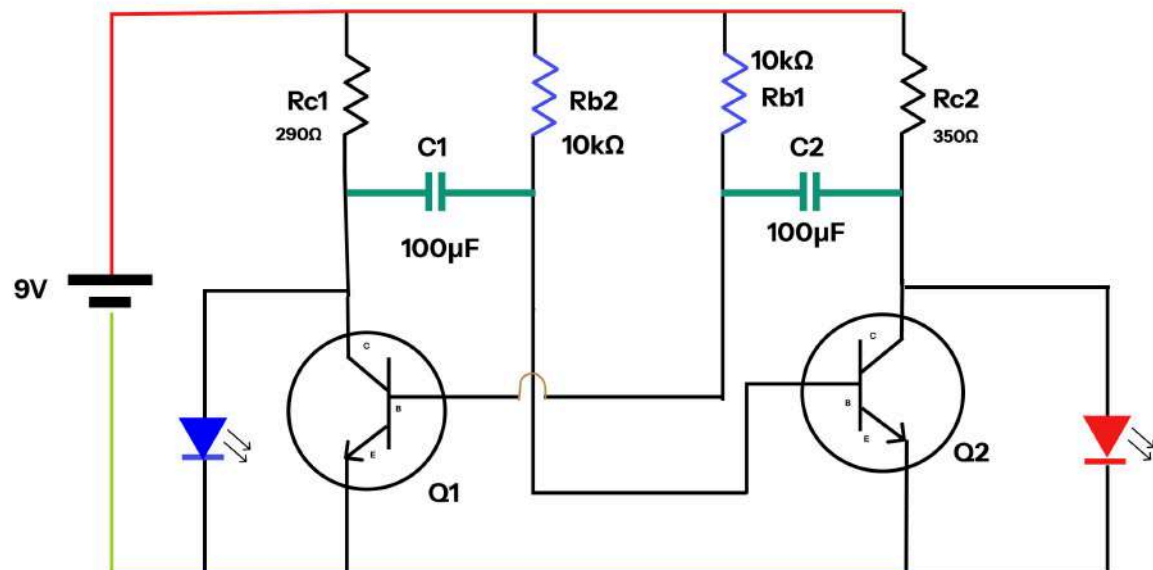 10kΩ
Rc1
290Ω
Rb2
10kΩ
Rb1
Rc2
350Ω
C1
100µF
C2
100µF
9V
C
B
E
Q1
C
B
E
Q2